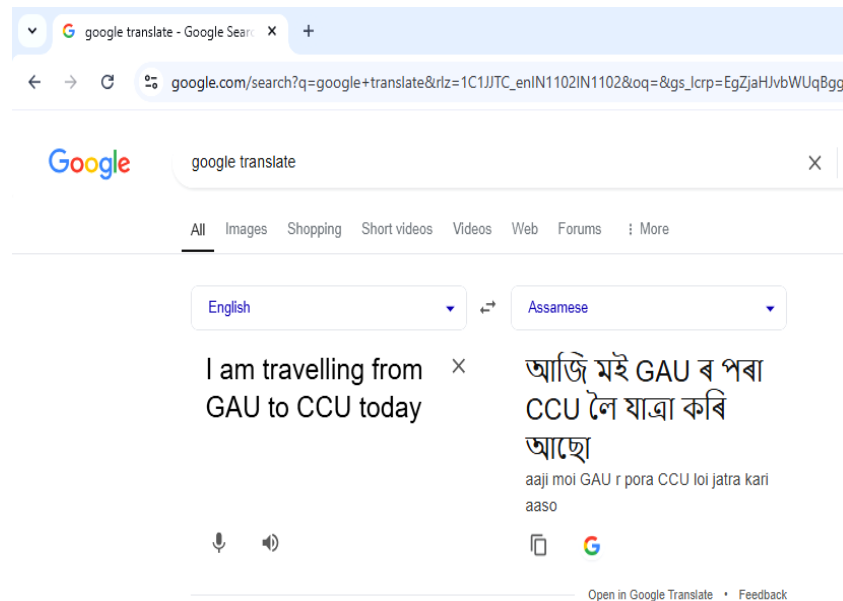 google translate - Google Sear
google.com/search?q=google+translate&rlz=1C1JJTC_enIN1102IN1102&oq=&gs_lcrp=EgZjaHJvbWUqBgg
Google
google translate
All Images Shopping Short videos Videos Web Forums More
English
Assamese
I am travelling from
GAU to CCU today
আজি মই GAU ৰ পৰা
CCU লৈ যাত্ৰা কৰি
আছো
aaji moi GAU r pora CCU loi jatra kari
aaso
Open in Google Translate • Feedback